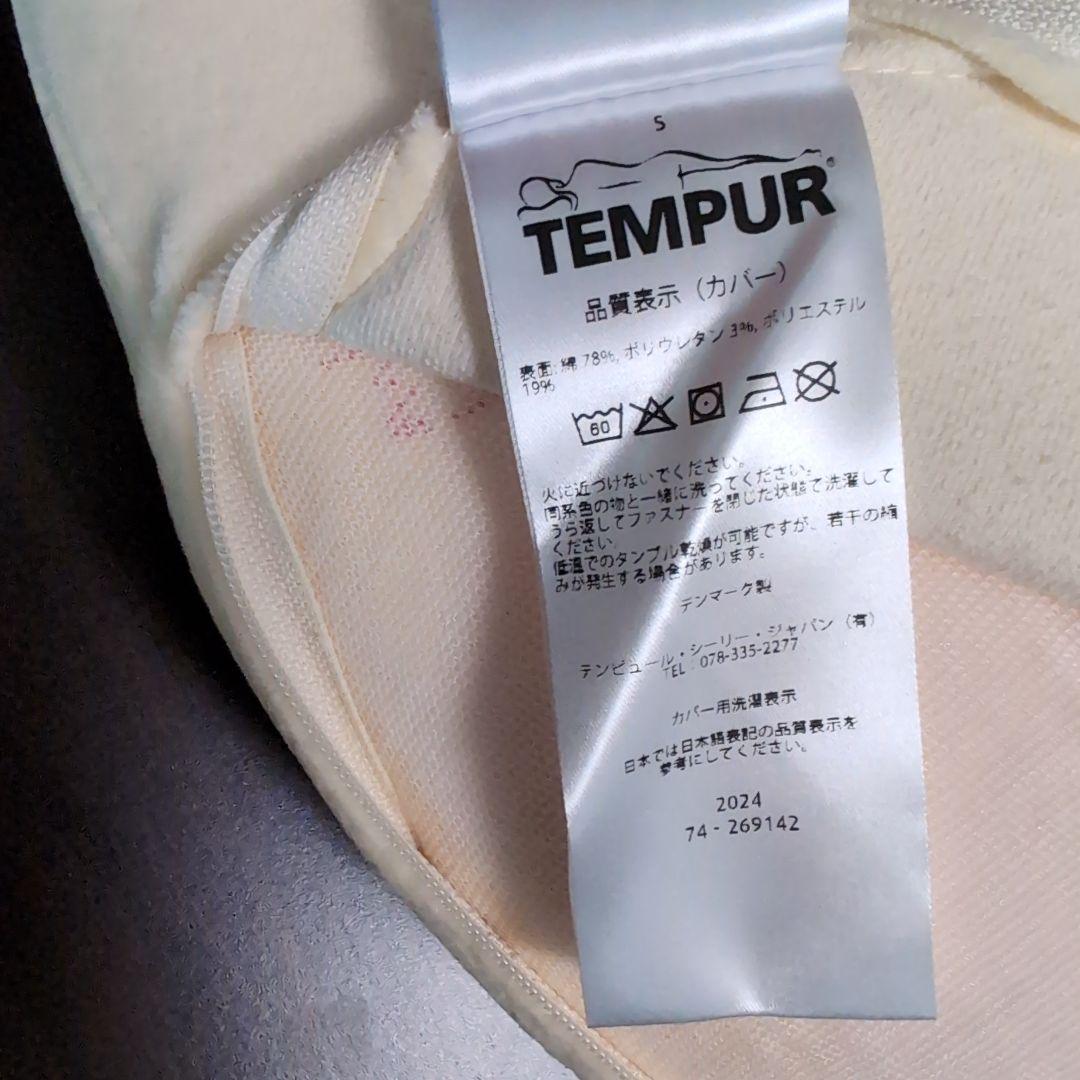 S
TEMPUR®
品質表示（カバー）
表面: 綿 78%, ポリウレタン 3%, ポリエステル
19%
60
火に近づけないでください。
同系色の物と一緒に洗ってください。
うら返してファスナーを閉じた状態で洗濯して
ください。
低温でのタンブル乾燥が可能ですが、若干の縮
みが発生する場合があります。
デンマーク製
テンピュール・シーリー・ジャパン（有）
TEL : 078-335-2277
カバー用洗濯表示
日本では日本語表記の品質表示を
参考にしてください。
2024
74 - 269142